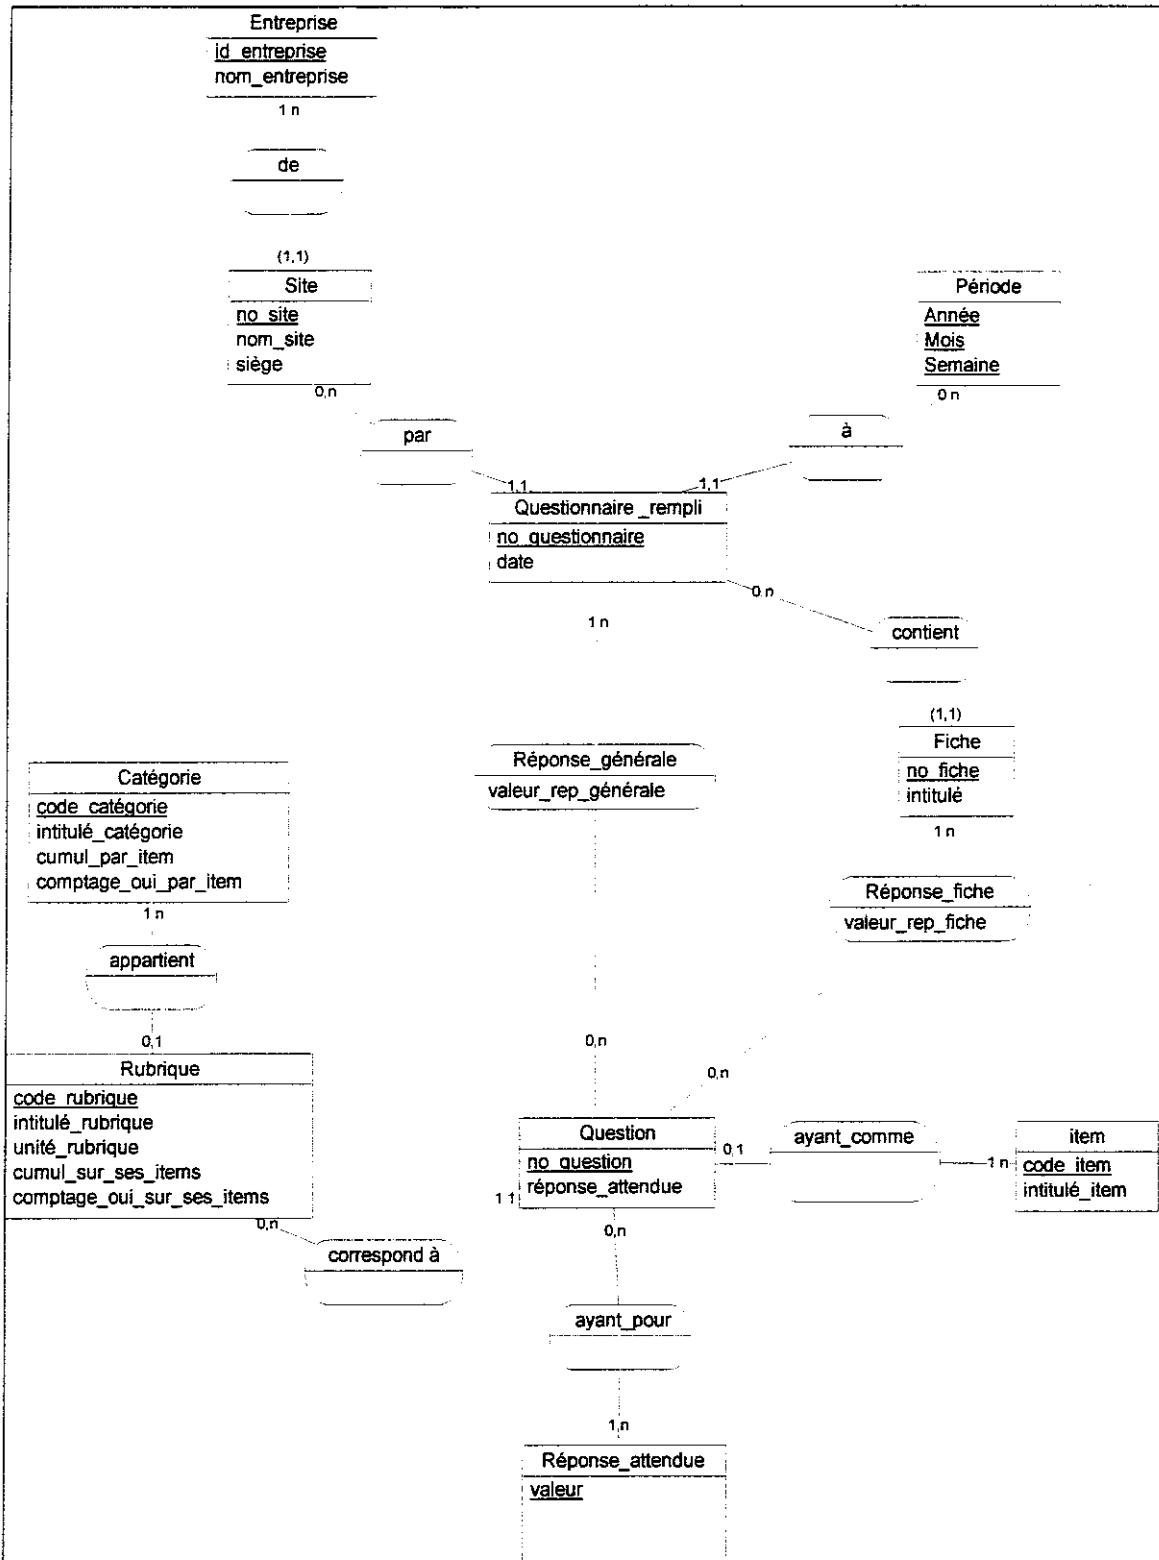 Entreprise
id_entreprise
nom_entreprise
1 n
de
(1,1)
Site
no_site
nom_site
siège
0,n
Période
Année
Mois
Semaine
0 n
par
à
1,1
1,1
Questionnaire _rempli
no_questionnaire
date
0,n
1 n
contient
(1,1)
Fiche
no_fiche
intitulé
1 n
Réponse_générale
valeur_rep_générale
Catégorie
code_catégorie
intitulé_catégorie
cumul_par_item
comptage_oui_par_item
1 n
Réponse_fiche
valeur_rep_fiche
appartient
0,1
0,n
0,n
Rubrique
code_rubrique
intitulé_rubrique
unité_rubrique
cumul_sur_ses_items
comptage_oui_sur_ses_items
0,n
Question
no_question
réponse_attendue
0,1
ayant_comme
1 n
item
code_item
intitulé_item
1 1
0,n
correspond à
ayant_pour
1,n
Réponse_attendue
valeur